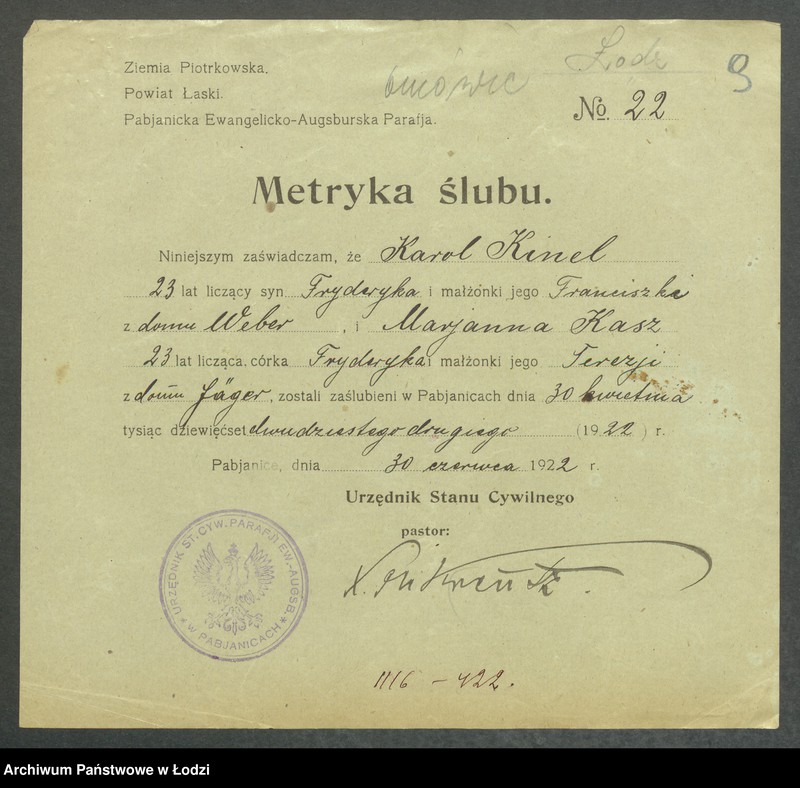 Ziemia Piotrkowska.
Powiat Łaski.
Pabjanicka Ewangelicko-Augsburska Parafja.
omówić Łódz 9
№ 22
Metryka ślubu.
Niniejszym zaświadczam, że Karol Kinel
23 lat liczący syn Fryderyka i małżonki jego Franciszki
z domu Weber, i Marjanna Kasz
23 lat licząca, córka Fryderyka i małżonki jego Terezji
z domu Jäger, zostali zaślubieni w Pabjanicach dnia 30 kwietnia
tysiąc dziewięćset dwudziestego drugiego (1922) r.
Pabjanice, dnia 30 czerwca 1922 r.
Urzędnik Stanu Cywilnego
pastor:
URZĘDNIK ST. CYW. PARAFJI EW.-AUGSB.
* w PABJANICACH *
1116 - 422.
Archiwum Państwowe w Łodzi